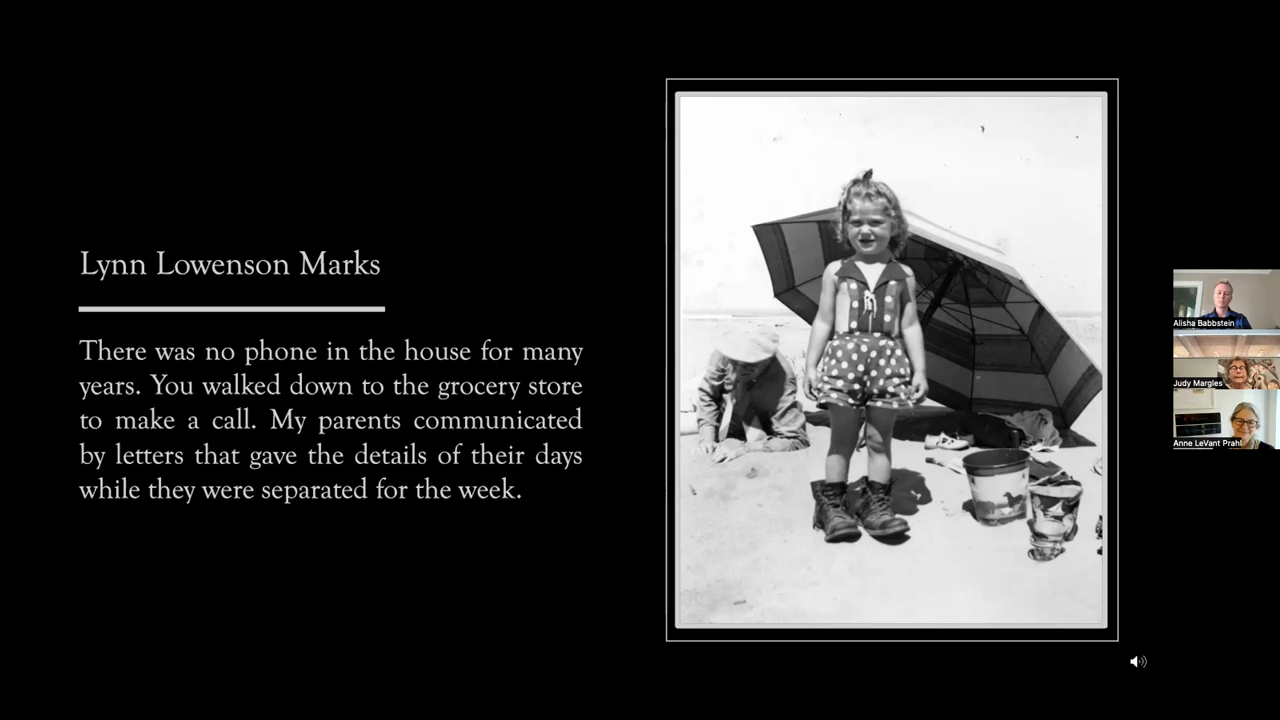 Lynn Lowenson Marks
There was no phone in the house for many
years. You walked down to the grocery store
to make a call. My parents communicated
by letters that gave the details of their days
while they were separated for the week.
Alisha Babbstein
Judy Margles
Anne LeVant Prahl